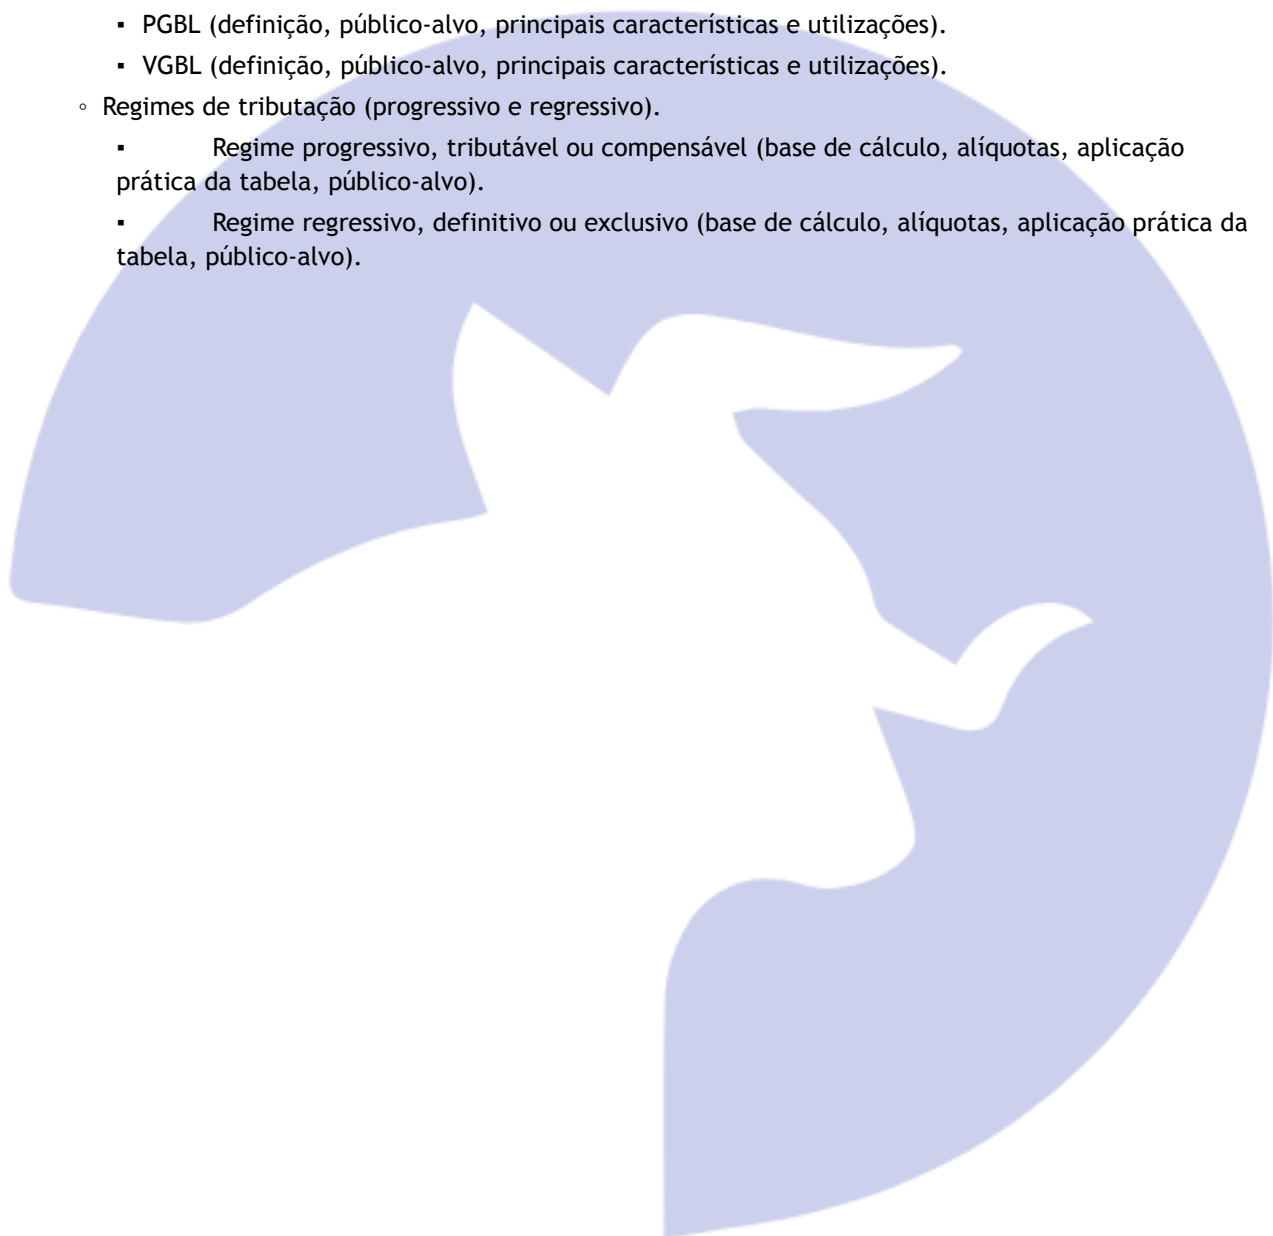 ▪ PGBL (definição, público-alvo, principais características e utilizações).
▪ VGBL (definição, público-alvo, principais características e utilizações).
◦ Regimes de tributação (progressivo e regressivo).
▪ Regime progressivo, tributável ou compensável (base de cálculo, alíquotas, aplicação
prática da tabela, público-alvo).
▪ Regime regressivo, definitivo ou exclusivo (base de cálculo, alíquotas, aplicação prática da
tabela, público-alvo).